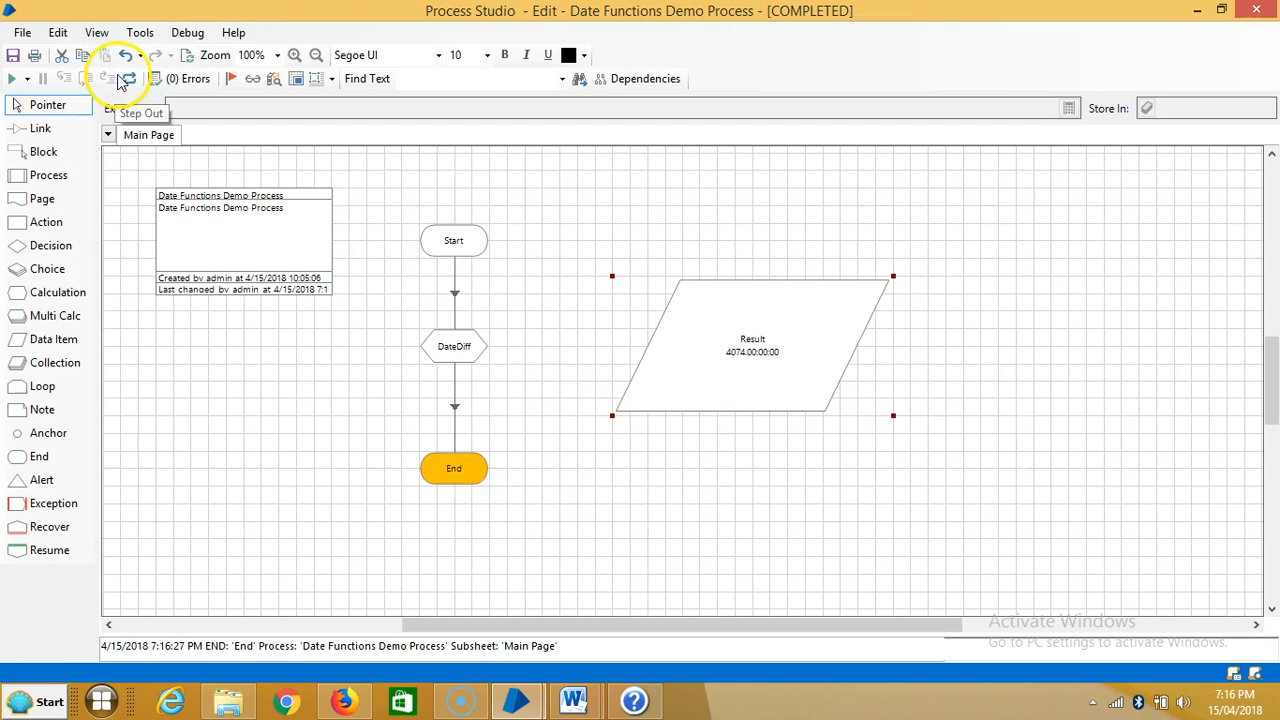 Process Studio - Edit - Date Functions Demo Process - [COMPLETED]
File Edit View Tools Debug Help
Zoom 100% Segoe UI 10 B I U
(0) Errors Find Text Dependencies
Step Out
Store In:
Pointer
Link
Block
Process
Page
Action
Decision
Choice
Calculation
Multi Calc
Data Item
Collection
Loop
Note
Anchor
End
Alert
Exception
Recover
Resume
Main Page
Date Functions Demo Process
Date Functions Demo Process
Created by admin at 4/15/2018 10:05:06
Last changed by admin at 4/15/2018 7:1
Start
DateDiff
End
Result
4074.00:00:00
Activate Windows
Go to PC settings to activate Windows.
4/15/2018 7:16:27 PM END: 'End' Process: 'Date Functions Demo Process' Subsheet: 'Main Page'
Start
7:16 PM
15/04/2018